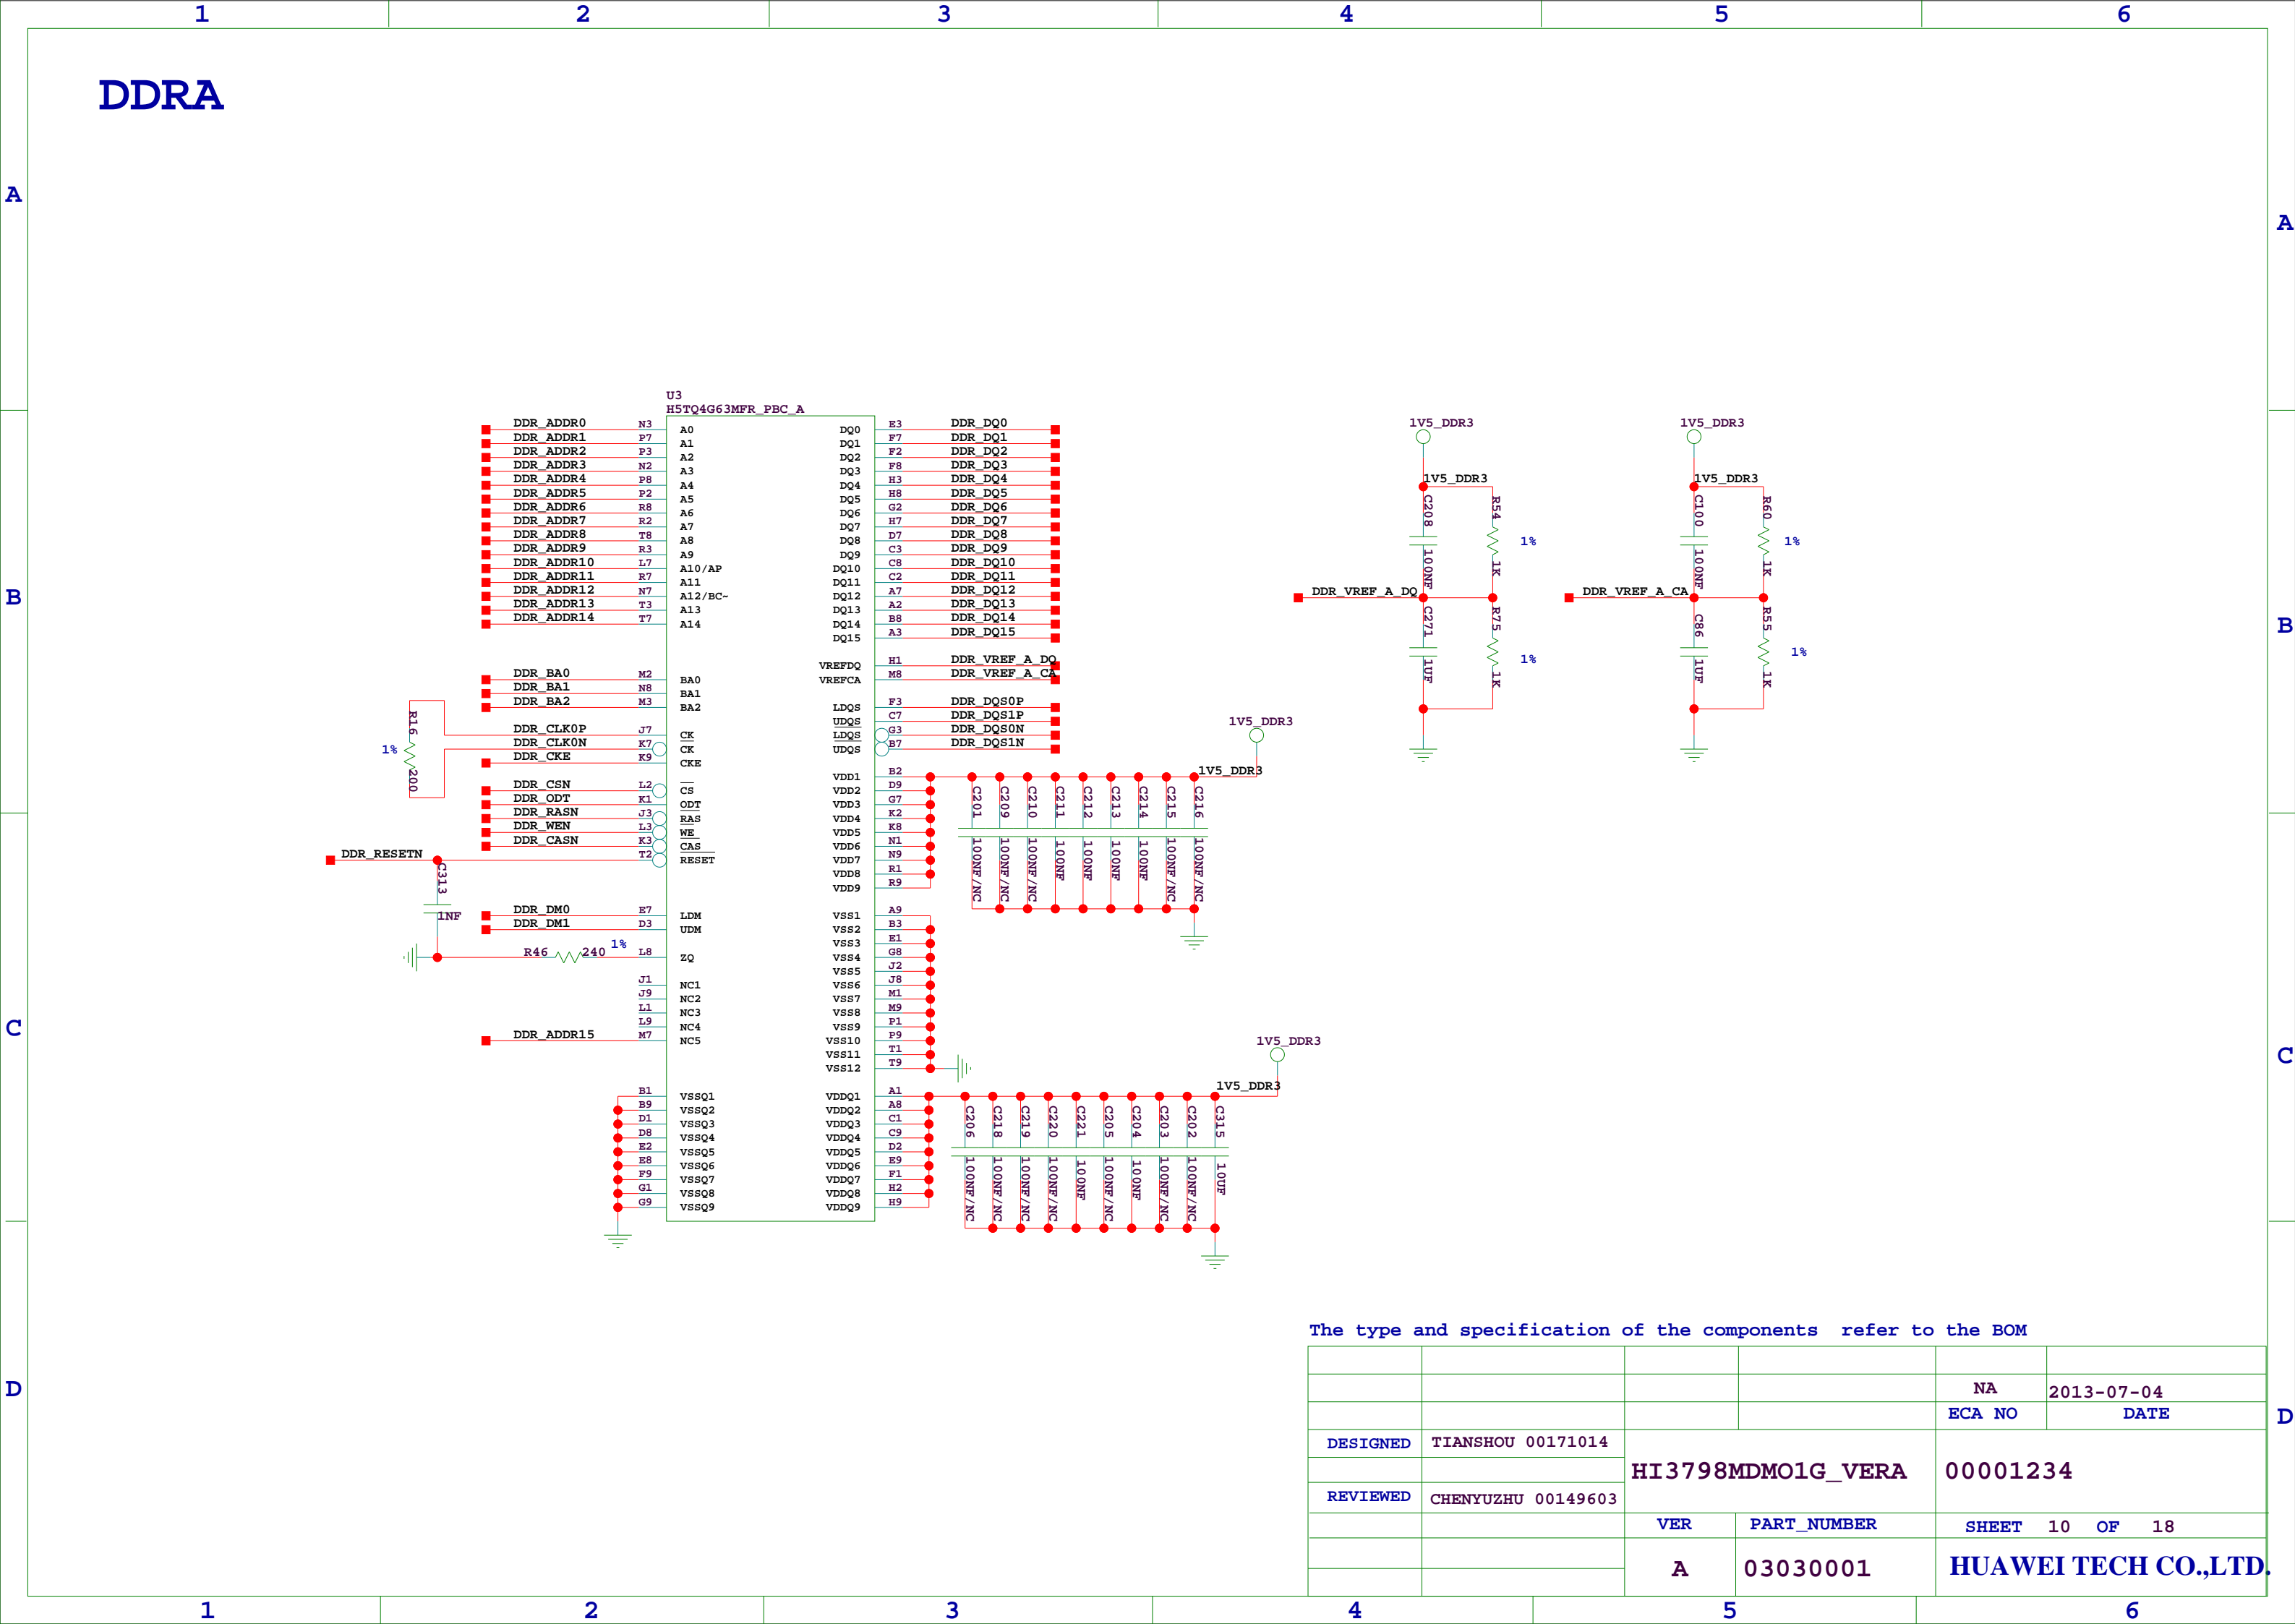 1 2 3 4 5 6
DDRA
A A
U3
H5TQ4G63MFR_PBC_A
DDR_ADDR0 N3 A0 DQ0 E3 DDR_DQ0
DDR_ADDR1 P7 A1 DQ1 F7 DDR_DQ1
DDR_ADDR2 P3 A2 DQ2 F2 DDR_DQ2
DDR_ADDR3 N2 A3 DQ3 F8 DDR_DQ3
DDR_ADDR4 P8 A4 DQ4 H3 DDR_DQ4
DDR_ADDR5 P2 A5 DQ5 H8 DDR_DQ5
DDR_ADDR6 R8 A6 DQ6 G2 DDR_DQ6
DDR_ADDR7 R2 A7 DQ7 H7 DDR_DQ7
DDR_ADDR8 T8 A8 DQ8 D7 DDR_DQ8
DDR_ADDR9 R3 A9 DQ9 C3 DDR_DQ9
DDR_ADDR10 L7 A10/AP DQ10 C8 DDR_DQ10
DDR_ADDR11 R7 A11 DQ11 C2 DDR_DQ11
DDR_ADDR12 N7 A12/BC~ DQ12 A7 DDR_DQ12
DDR_ADDR13 T3 A13 DQ13 A2 DDR_DQ13
DDR_ADDR14 T7 A14 DQ14 B8 DDR_DQ14
DQ15 A3 DDR_DQ15
VREFDQ H1 DDR_VREF_A_DQ
DDR_BA0 M2 BA0 VREFCA M8 DDR_VREF_A_CA
DDR_BA1 N8 BA1
DDR_BA2 M3 BA2 LDQS F3 DDR_DQS0P
UDQS C7 DDR_DQS1P
DDR_CLK0P J7 CK LDQS G3 DDR_DQS0N
DDR_CLK0N K7 CK UDQS B7 DDR_DQS1N
DDR_CKE K9 CKE
R16 200 1%
VDD1 B2
DDR_CSN L2 CS VDD2 D9
DDR_ODT K1 ODT VDD3 G7
DDR_RASN J3 RAS VDD4 K2
DDR_WEN L3 WE VDD5 K8
DDR_CASN K3 CAS VDD6 N1
DDR_RESETN T2 RESET VDD7 N9
VDD8 R1
VDD9 R9
C313 1NF
DDR_DM0 E7 LDM VSS1 A9
DDR_DM1 D3 UDM VSS2 B3
VSS3 E1
R46 240 1% L8 ZQ VSS4 G8
VSS5 J2
J1 NC1 VSS6 J8
J9 NC2 VSS7 M1
L1 NC3 VSS8 M9
L9 NC4 VSS9 P1
DDR_ADDR15 M7 NC5 VSS10 P9
VSS11 T1
VSS12 T9
B1 VSSQ1 VDDQ1 A1
B9 VSSQ2 VDDQ2 A8
D1 VSSQ3 VDDQ3 C1
D8 VSSQ4 VDDQ4 C9
E2 VSSQ5 VDDQ5 D2
E8 VSSQ6 VDDQ6 E9
F9 VSSQ7 VDDQ7 F1
G1 VSSQ8 VDDQ8 H2
G9 VSSQ9 VDDQ9 H9
1V5_DDR3
1V5_DDR3
C201 C209 C210 C211 C212 C213 C214 C215 C216
100NF/NC 100NF/NC 100NF/NC 100NF 100NF 100NF 100NF 100NF/NC 100NF/NC
1V5_DDR3
1V5_DDR3
C206 C218 C219 C220 C221 C205 C204 C203 C202 C315
100NF/NC 100NF/NC 100NF/NC 100NF/NC 100NF 100NF/NC 100NF 100NF/NC 100NF/NC 10UF
1V5_DDR3
1V5_DDR3
C208 100NF R54 1K 1%
DDR_VREF_A_DQ
C271 1UF R75 1K 1%
1V5_DDR3
1V5_DDR3
C100 100NF R60 1K 1%
DDR_VREF_A_CA
C86 1UF R55 1K 1%
B B
C C
D D
The type and specification of the components refer to the BOM
NA 2013-07-04
ECA NO DATE
DESIGNED TIANSHOU 00171014
HI3798MDMO1G_VERA 00001234
REVIEWED CHENYUZHU 00149603
VER PART_NUMBER SHEET 10 OF 18
A 03030001 HUAWEI TECH CO.,LTD.
1 2 3 4 5 6